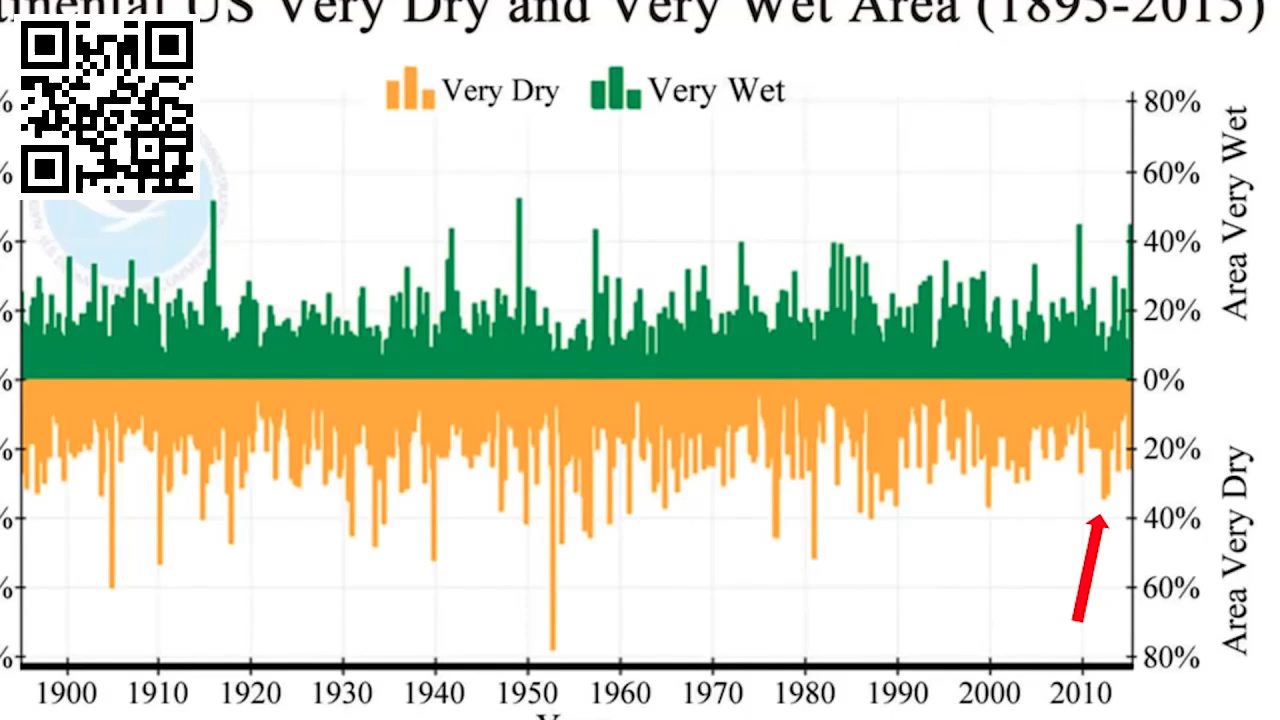 US Very Dry and Very Wet Area (1895-2015)
Very Dry
Very Wet
80%
60%
40%
20%
0%
20%
40%
60%
80%
Area Very Wet
Area Very Dry
%
%
%
%
%
%
%
%
1900 1910 1920 1930 1940 1950 1960 1970 1980 1990 2000 2010